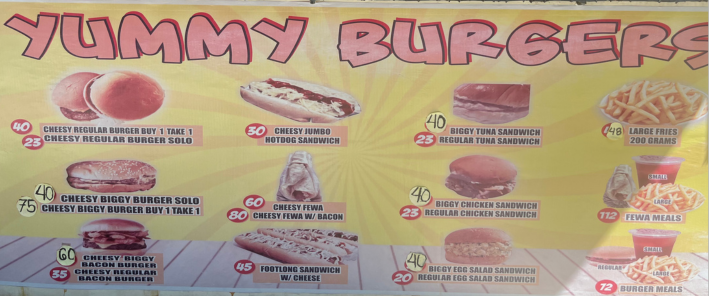 YUMMY BURGERS
40 CHEESY REGULAR BURGER BUY 1 TAKE 1
23 CHEESY REGULAR BURGER SOLO
30 CHEESY JUMBO
HOTDOG SANDWICH
40 BIGGY TUNA SANDWICH
23 REGULAR TUNA SANDWICH
48 LARGE FRIES
200 GRAMS
40 CHEESY BIGGY BURGER SOLO
75 CHEESY BIGGY BURGER BUY 1 TAKE 1
60 CHEESY FEWA
80 CHEESY FEWA W/ BACON
40 BIGGY CHICKEN SANDWICH
23 REGULAR CHICKEN SANDWICH
SMALL
LARGE
112 FEWA MEALS
60 CHEESY BIGGY
BACON BURGER
35 CHEESY REGULAR
BACON BURGER
45 FOOTLONG SANDWICH
W/ CHEESE
BIGGY EGG SALAD SANDWICH
20 REGULAR EGG SALAD SANDWICH
SMALL
REGULAR
LARGE
72 BURGER MEALS